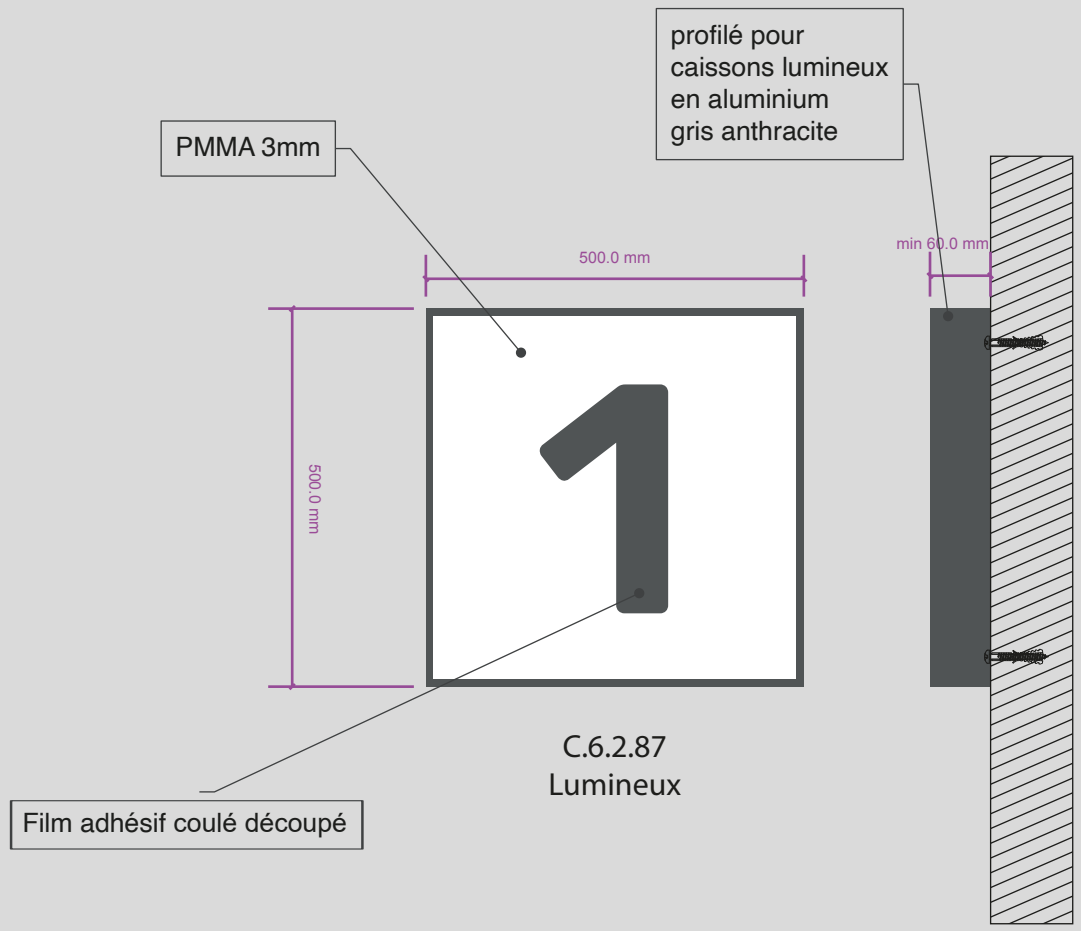 profilé pour
caissons lumineux
en aluminium
gris anthracite
PMMA 3mm
min 60.0 mm
500.0 mm
500.0 mm
1
C.6.2.87
Lumineux
Film adhésif coulé découpé